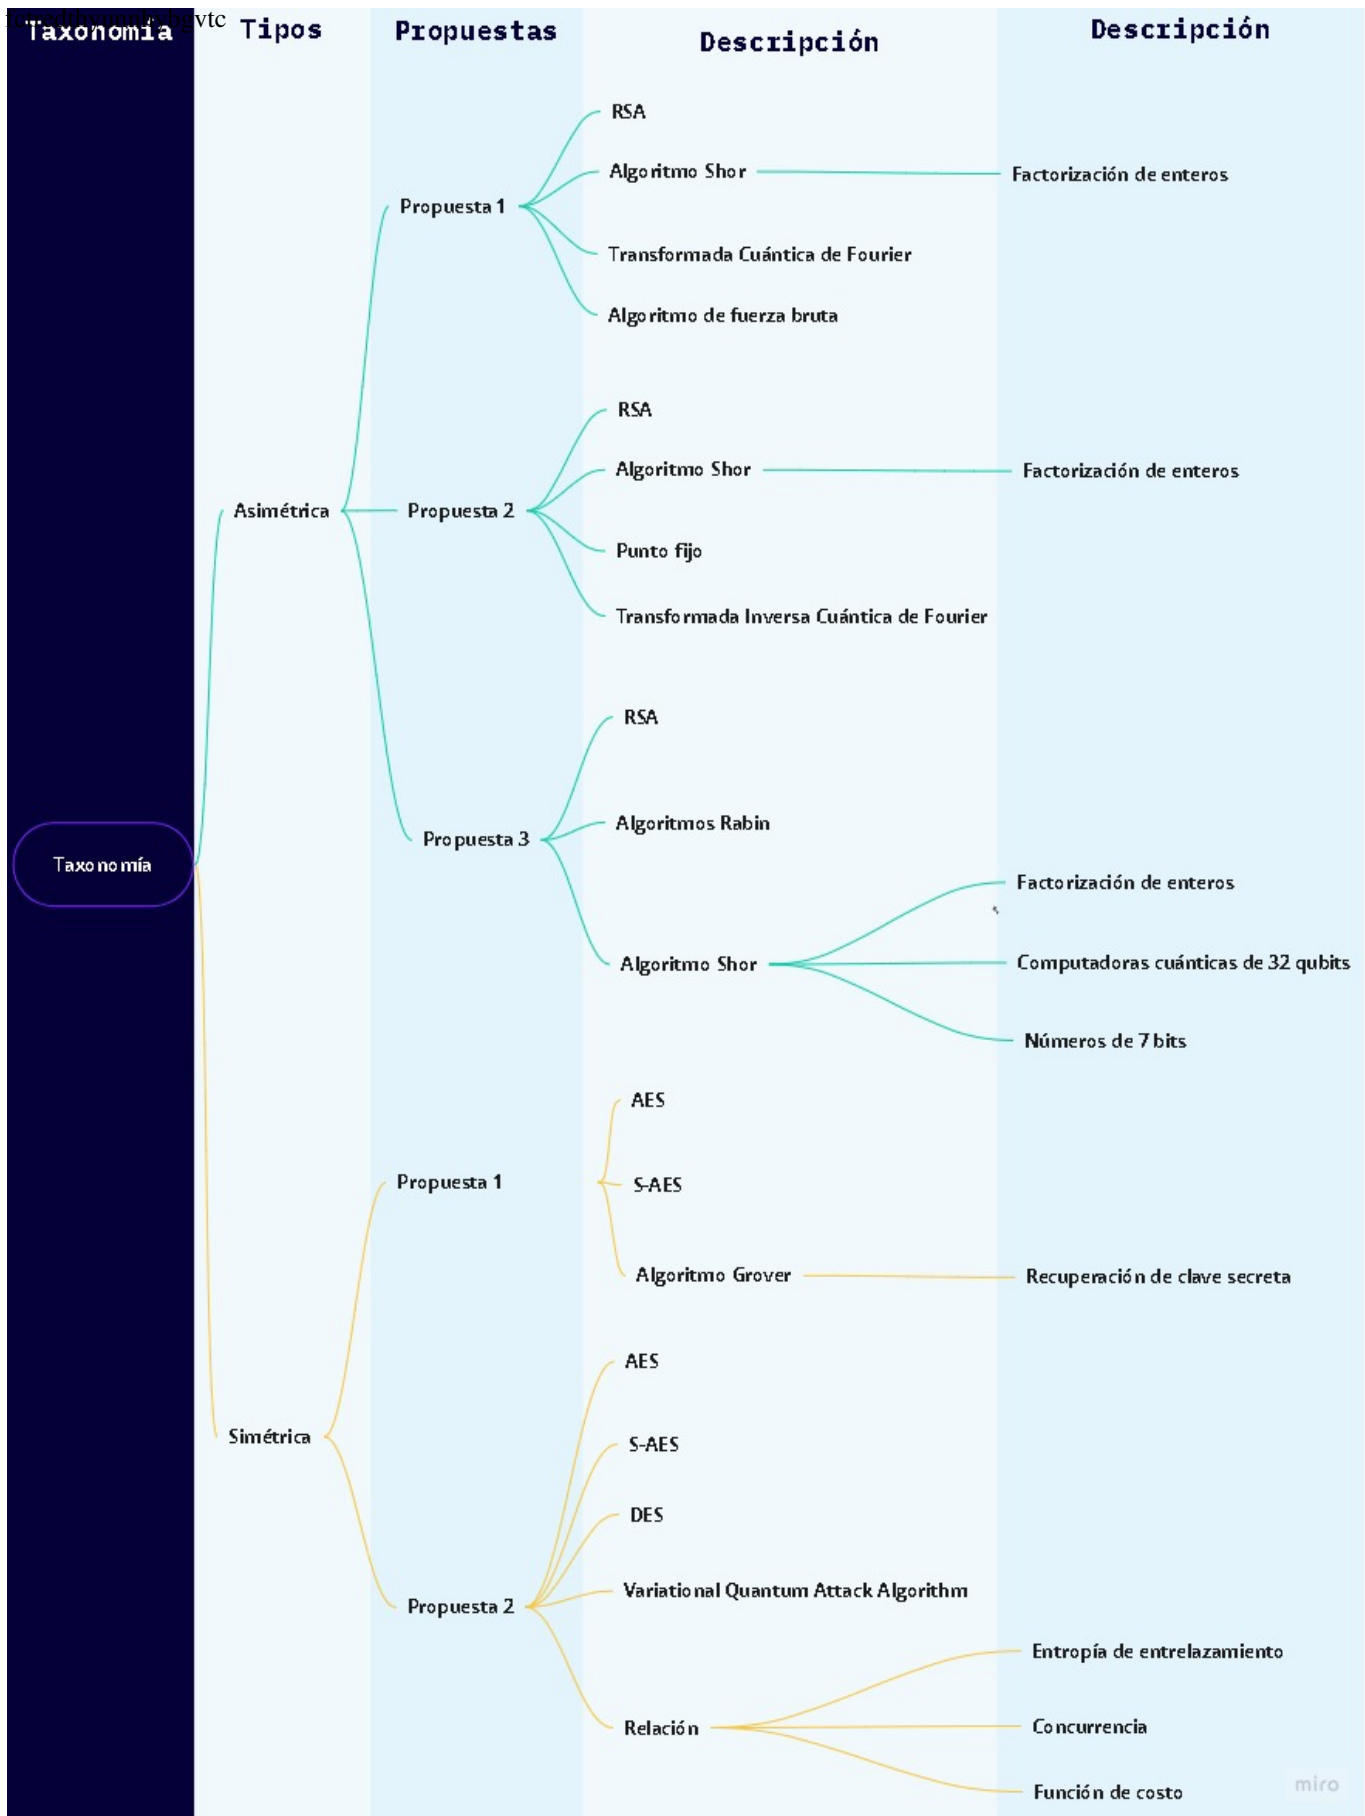 Taxonomía
Tipos
Propuestas
Descripción
Descripción
RSA
Algoritmo Shor
Factorización de enteros
Propuesta 1
Transformada Cuántica de Fourier
Algoritmo de fuerza bruta
RSA
Algoritmo Shor
Factorización de enteros
Asimétrica
Propuesta 2
Punto fijo
Transformada Inversa Cuántica de Fourier
RSA
Algoritmos Rabin
Propuesta 3
Taxonomía
Factorización de enteros
Algoritmo Shor
Computadoras cuánticas de 32 qubits
Números de 7 bits
AES
Propuesta 1
S-AES
Algoritmo Grover
Recuperación de clave secreta
AES
Simétrica
S-AES
DES
Variational Quantum Attack Algorithm
Propuesta 2
Entropía de entrelazamiento
Relación
Concurrencia
Función de costo
miro